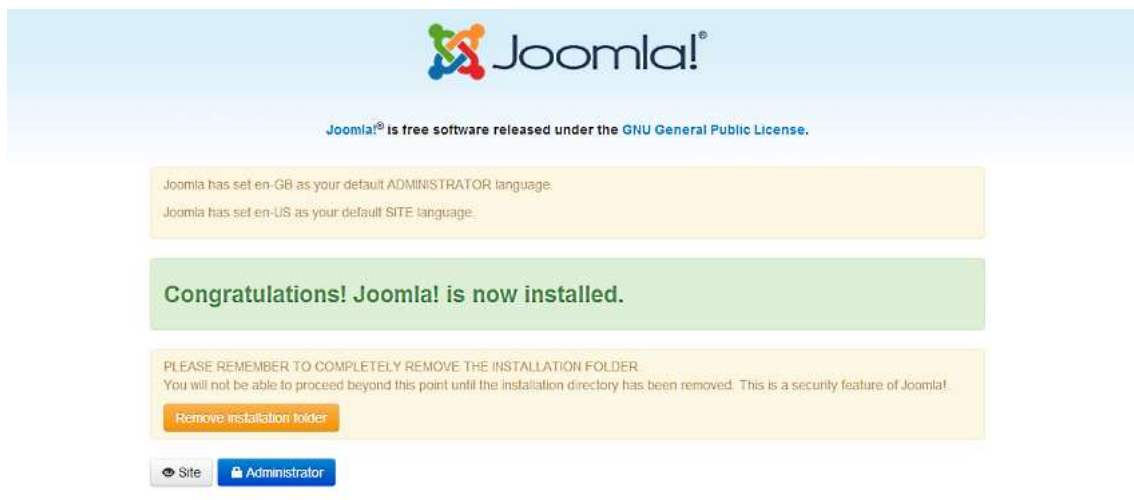 Joomla!®
Joomla!® is free software released under the GNU General Public License.
Joomla has set en-GB as your default ADMINISTRATOR language.
Joomla has set en-US as your default SITE language.
Congratulations! Joomla! is now installed.
PLEASE REMEMBER TO COMPLETELY REMOVE THE INSTALLATION FOLDER.
You will not be able to proceed beyond this point until the installation directory has been removed. This is a security feature of Joomla!.
Remove installation folder
Site Administrator